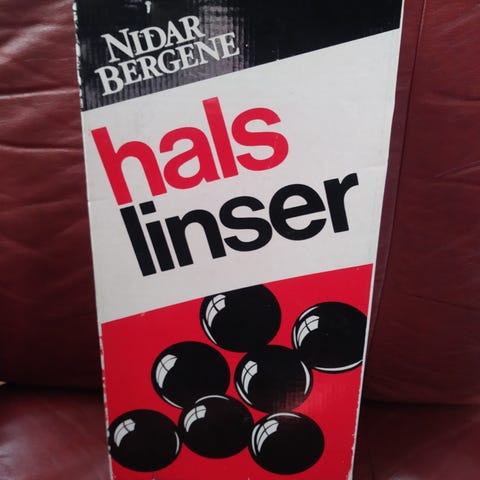 NIDAR
BERGENE
hals
linser